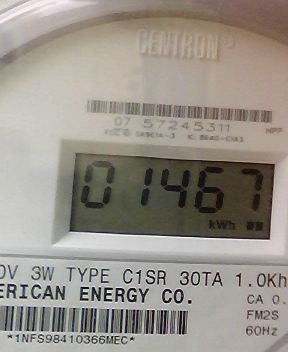 CENTRON®
07 57245311 HPP
01467
kWh
0V 3W TYPE C1SR 30TA 1.0Kh
ERICAN ENERGY CO.
CA 0.
FM2S
60Hz
*1NFS98410366MEC*